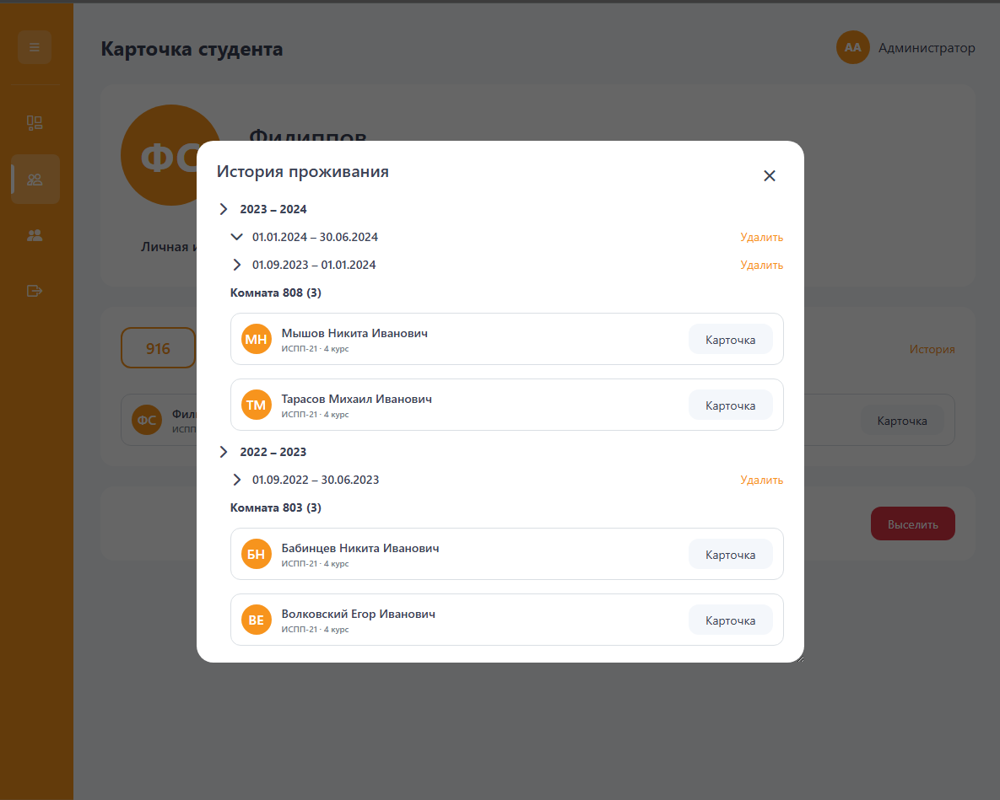 Карточка студента
АА Администратор
Филиппов
ФС
История проживания
2023 – 2024
01.01.2024 – 30.06.2024 Удалить
Личная
01.09.2023 – 01.01.2024 Удалить
Комната 808 (3)
МН Мышов Никита Иванович Карточка
ИСПП-21 · 4 курс
916
История
ТМ Тарасов Михаил Иванович Карточка
ИСПП-21 · 4 курс
ФС
Карточка
ИСПП
2022 – 2023
01.09.2022 – 30.06.2023 Удалить
Комната 803 (3)
Выселить
БН Бабинцев Никита Иванович Карточка
ИСПП-21 · 4 курс
ВЕ Волковский Егор Иванович Карточка
ИСПП-21 · 4 курс